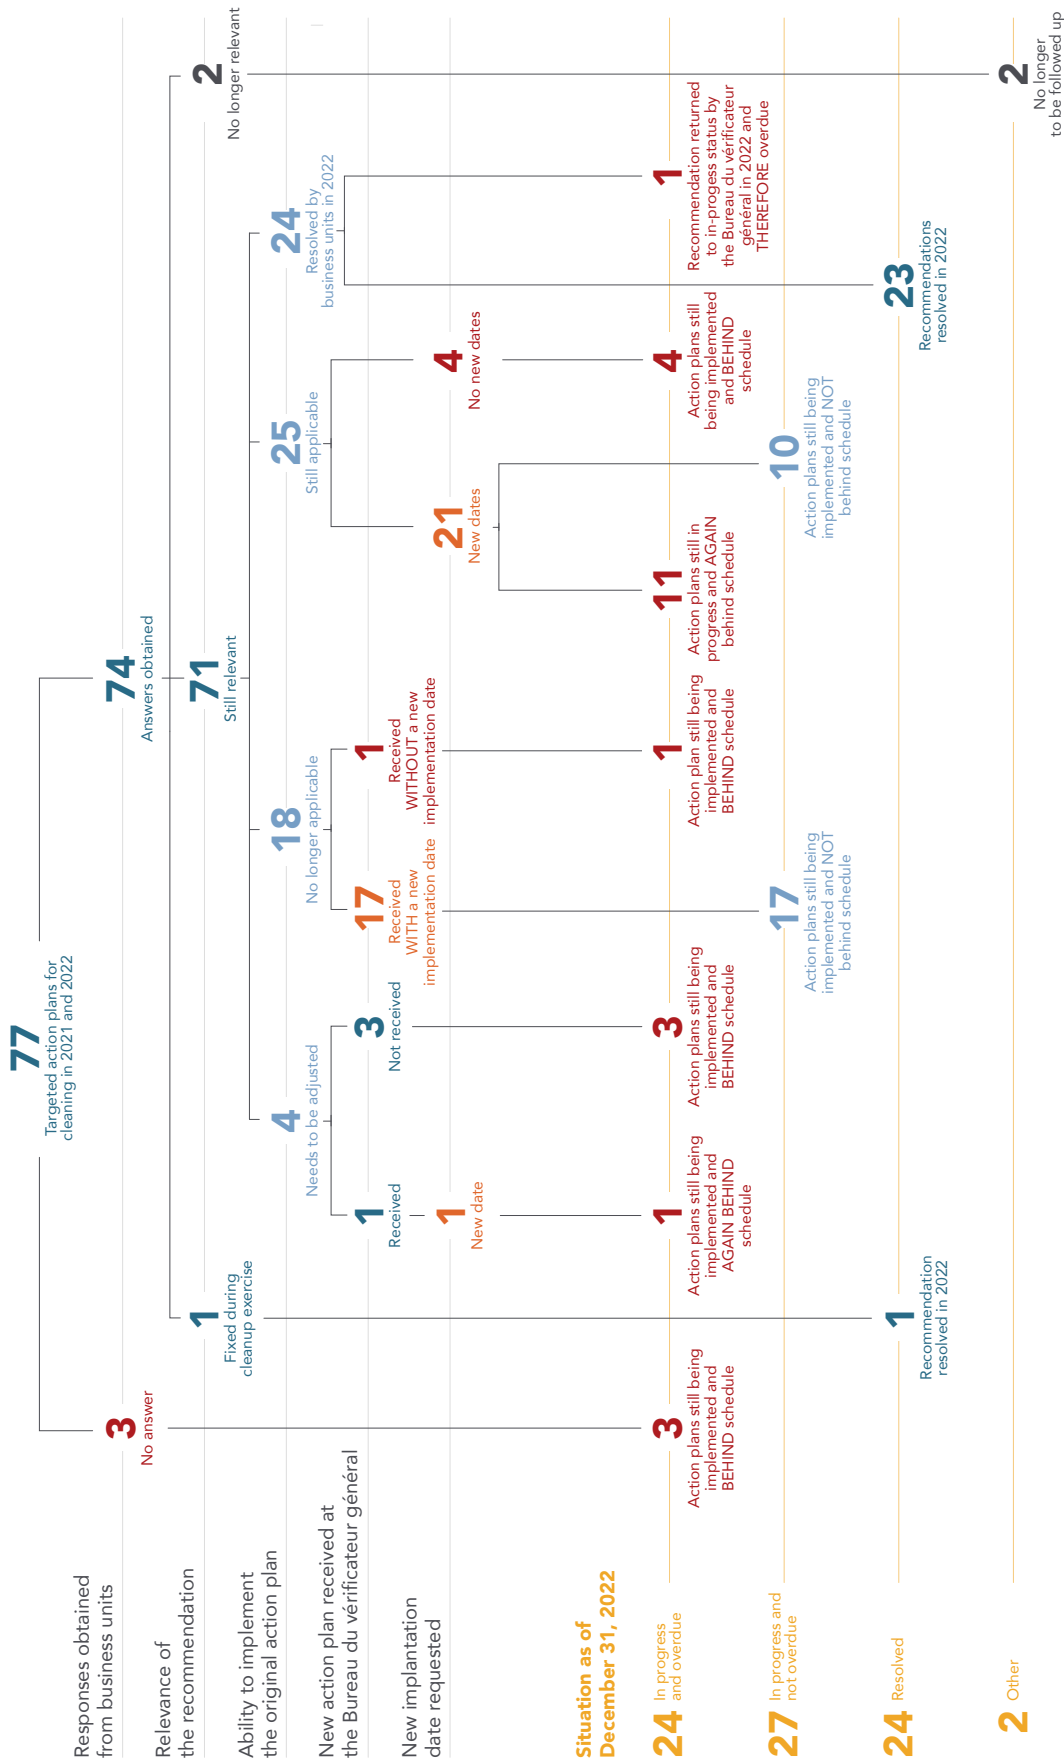 77
Targeted action plans for
cleaning in 2021 and 2022
Responses obtained
from business units
3
No answer
74
Answers obtained
Relevance of
the recommendation
1
Fixed during
cleanup exercise
71
Still relevant
2
No longer relevant
Ability to implement
the original action plan
4
Needs to be adjusted
18
No longer applicable
25
Still applicable
24
Resolved by
business units in 2022
New action plan received at
the Bureau du vérificateur général
1
Received
3
Not received
17
Received
WITH a new
implementation date
1
Received
WITHOUT a new
implementation date
New implantation
date requested
1
New date
21
New dates
4
No new dates
Situation as of
December 31, 2022
24 In progress
and overdue
3
Action plans still being
implemented and
BEHIND schedule
1
Action plans still being
implemented and
AGAIN BEHIND
schedule
3
Action plans still being
implemented and
BEHIND schedule
1
Action plan still being
implemented and
BEHIND schedule
11
Action plans still in
progress and AGAIN
behind schedule
4
Action plans still
being implemented
and BEHIND
schedule
1
Recommendation returned
to in-progess status by
the Bureau du vérificateur
général in 2022 and
THEREFORE overdue
27 In progress and
not overdue
17
Action plans still being
implemented and NOT
behind schedule
10
Action plans still being
implemented and NOT
behind schedule
24 Resolved
1
Recommendation
resolved in 2022
23
Recommendations
resolved in 2022
2 Other
2
No longer
to be followed up